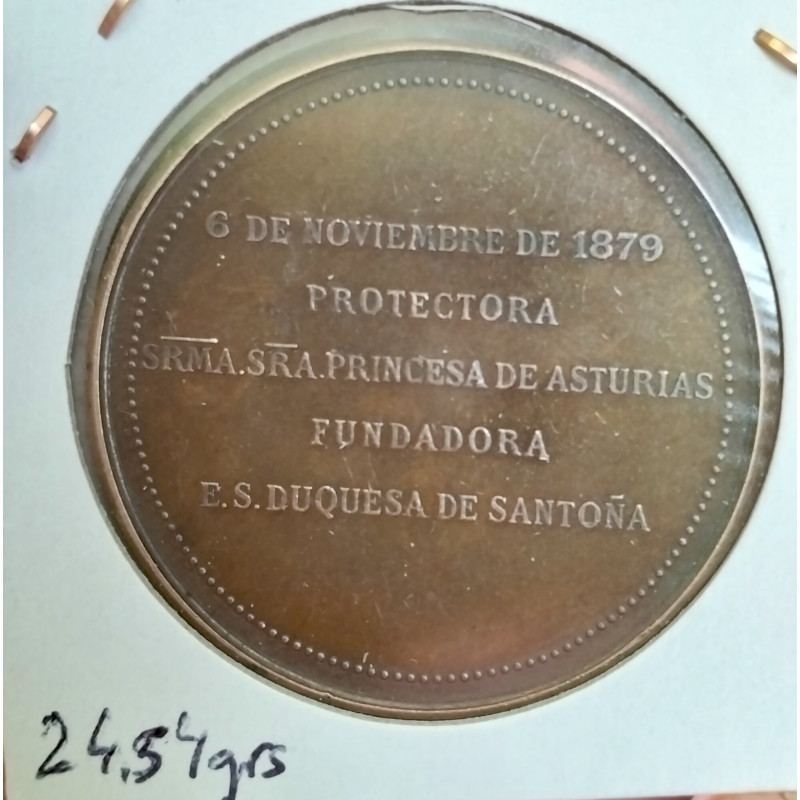 6 DE NOVIEMBRE DE 1879
PROTECTORA
SRMA.SRA.PRINCESA DE ASTURIAS
FUNDADORA
E.S.DUQUESA DE SANTOÑA
24,54grs